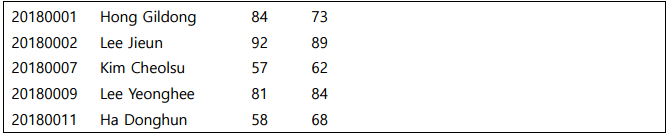 20180001 Hong Gildong 84 73
20180002 Lee Jieun 92 89
20180007 Kim Cheolsu 57 62
20180009 Lee Yeonghee 81 84
20180011 Ha Donghun 58 68